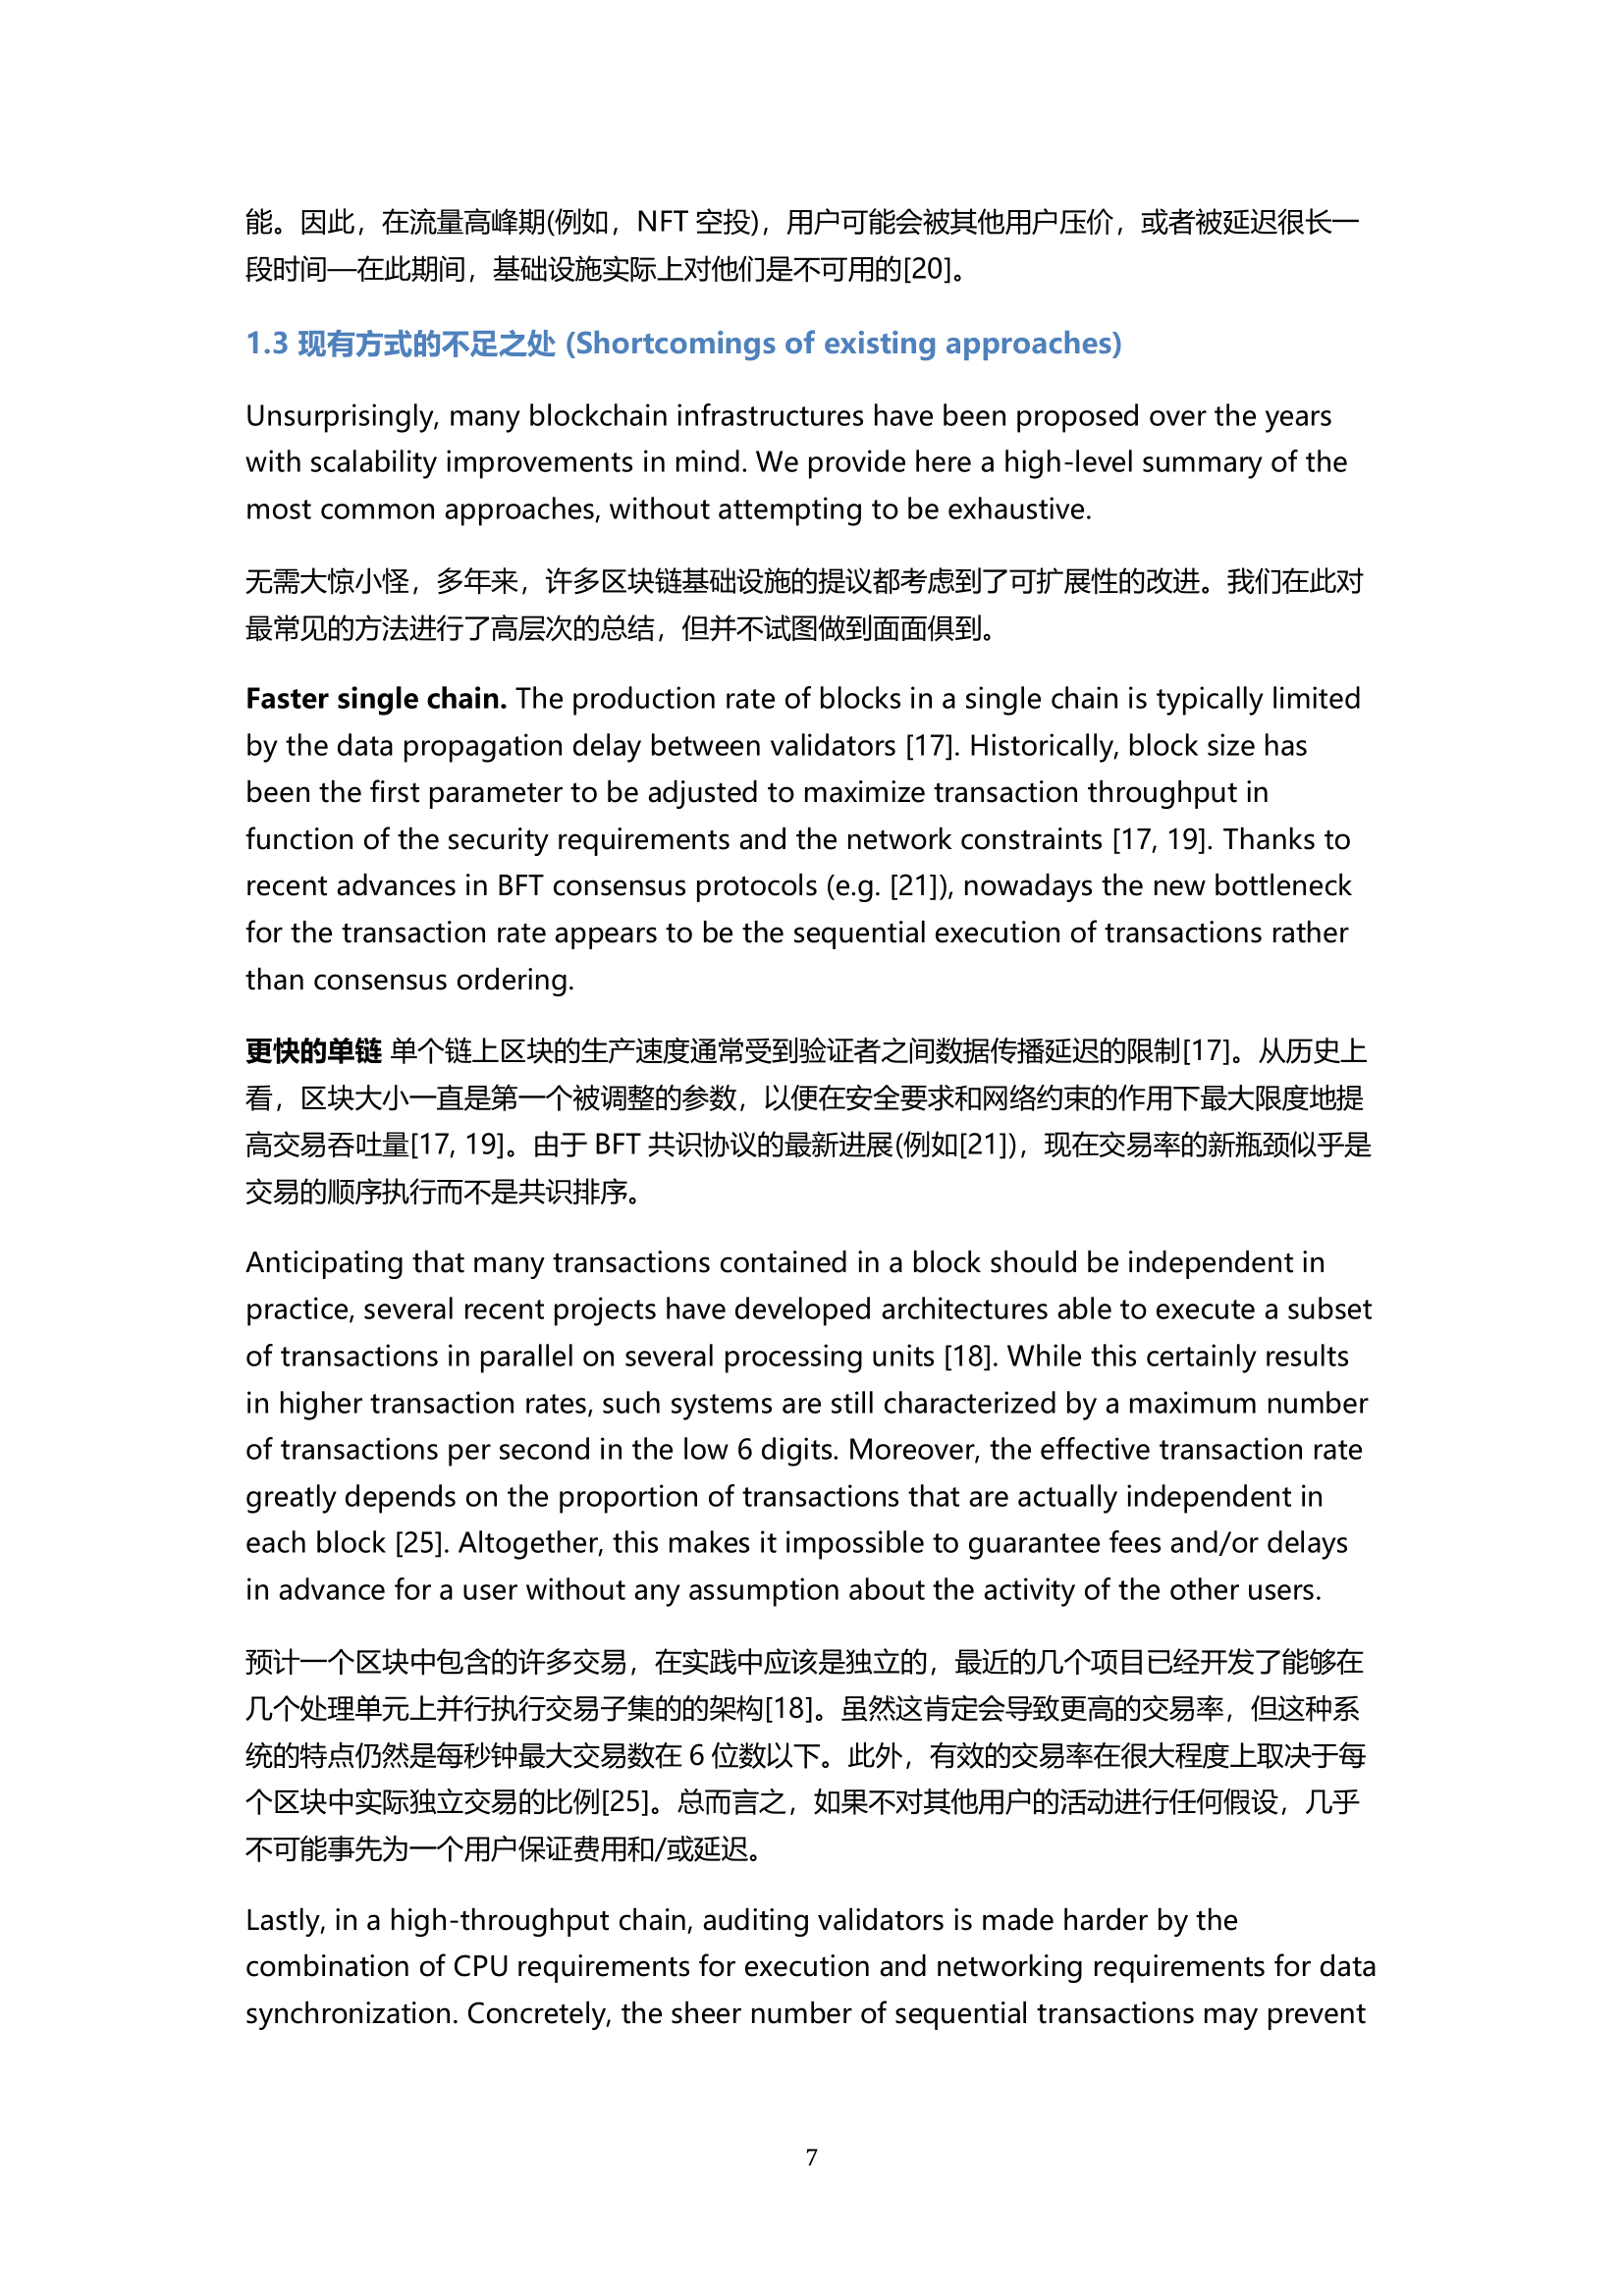 能。因此，在流量高峰期(例如，NFT 空投)，用户可能会被其他用户压价，或者被延迟很长一
段时间—在此期间，基础设施实际上对他们是不可用的[20]。
1.3 现有方式的不足之处 (Shortcomings of existing approaches)
Unsurprisingly, many blockchain infrastructures have been proposed over the years
with scalability improvements in mind. We provide here a high-level summary of the
most common approaches, without attempting to be exhaustive.
无需大惊小怪，多年来，许多区块链基础设施的提议都考虑到了可扩展性的改进。我们在此对
最常见的方法进行了高层次的总结，但并不试图做到面面俱到。
Faster single chain. The production rate of blocks in a single chain is typically limited
by the data propagation delay between validators [17]. Historically, block size has
been the first parameter to be adjusted to maximize transaction throughput in
function of the security requirements and the network constraints [17, 19]. Thanks to
recent advances in BFT consensus protocols (e.g. [21]), nowadays the new bottleneck
for the transaction rate appears to be the sequential execution of transactions rather
than consensus ordering.
更快的单链 单个链上区块的生产速度通常受到验证者之间数据传播延迟的限制[17]。从历史上
看，区块大小一直是第一个被调整的参数，以便在安全要求和网络约束的作用下最大限度地提
高交易吞吐量[17, 19]。由于 BFT 共识协议的最新进展(例如[21])，现在交易率的新瓶颈似乎是
交易的顺序执行而不是共识排序。
Anticipating that many transactions contained in a block should be independent in
practice, several recent projects have developed architectures able to execute a subset
of transactions in parallel on several processing units [18]. While this certainly results
in higher transaction rates, such systems are still characterized by a maximum number
of transactions per second in the low 6 digits. Moreover, the effective transaction rate
greatly depends on the proportion of transactions that are actually independent in
each block [25]. Altogether, this makes it impossible to guarantee fees and/or delays
in advance for a user without any assumption about the activity of the other users.
预计一个区块中包含的许多交易，在实践中应该是独立的，最近的几个项目已经开发了能够在
几个处理单元上并行执行交易子集的的架构[18]。虽然这肯定会导致更高的交易率，但这种系
统的特点仍然是每秒钟最大交易数在 6 位数以下。此外，有效的交易率在很大程度上取决于每
个区块中实际独立交易的比例[25]。总而言之，如果不对其他用户的活动进行任何假设，几乎
不可能事先为一个用户保证费用和/或延迟。
Lastly, in a high-throughput chain, auditing validators is made harder by the
combination of CPU requirements for execution and networking requirements for data
synchronization. Concretely, the sheer number of sequential transactions may prevent
7